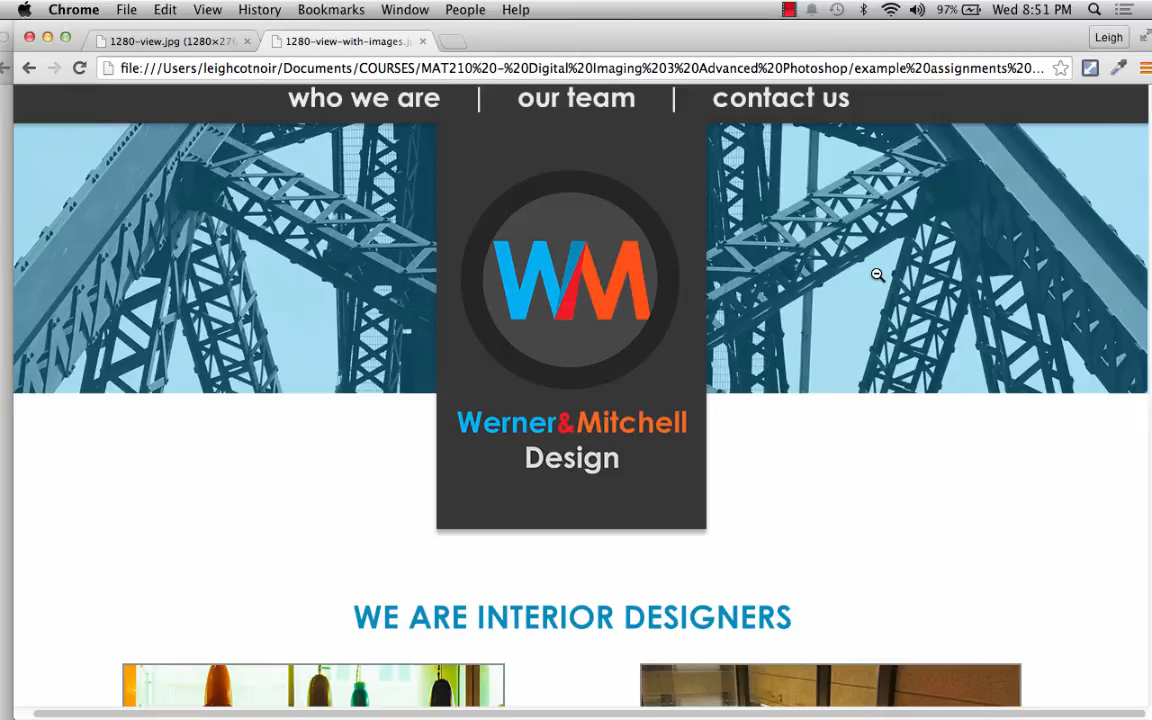 Chrome File Edit View History Bookmarks Window People Help 97% Wed 8:51 PM
1280-view.jpg (1280×276 1280-view-with-images.j Leigh
file:///Users/leighcotnoir/Documents/COURSES/MAT210%20-%20Digital%20Imaging%203%20Advanced%20Photoshop/example%20assignments%20...
who we are | our team | contact us
WM
Werner&Mitchell
Design
WE ARE INTERIOR DESIGNERS